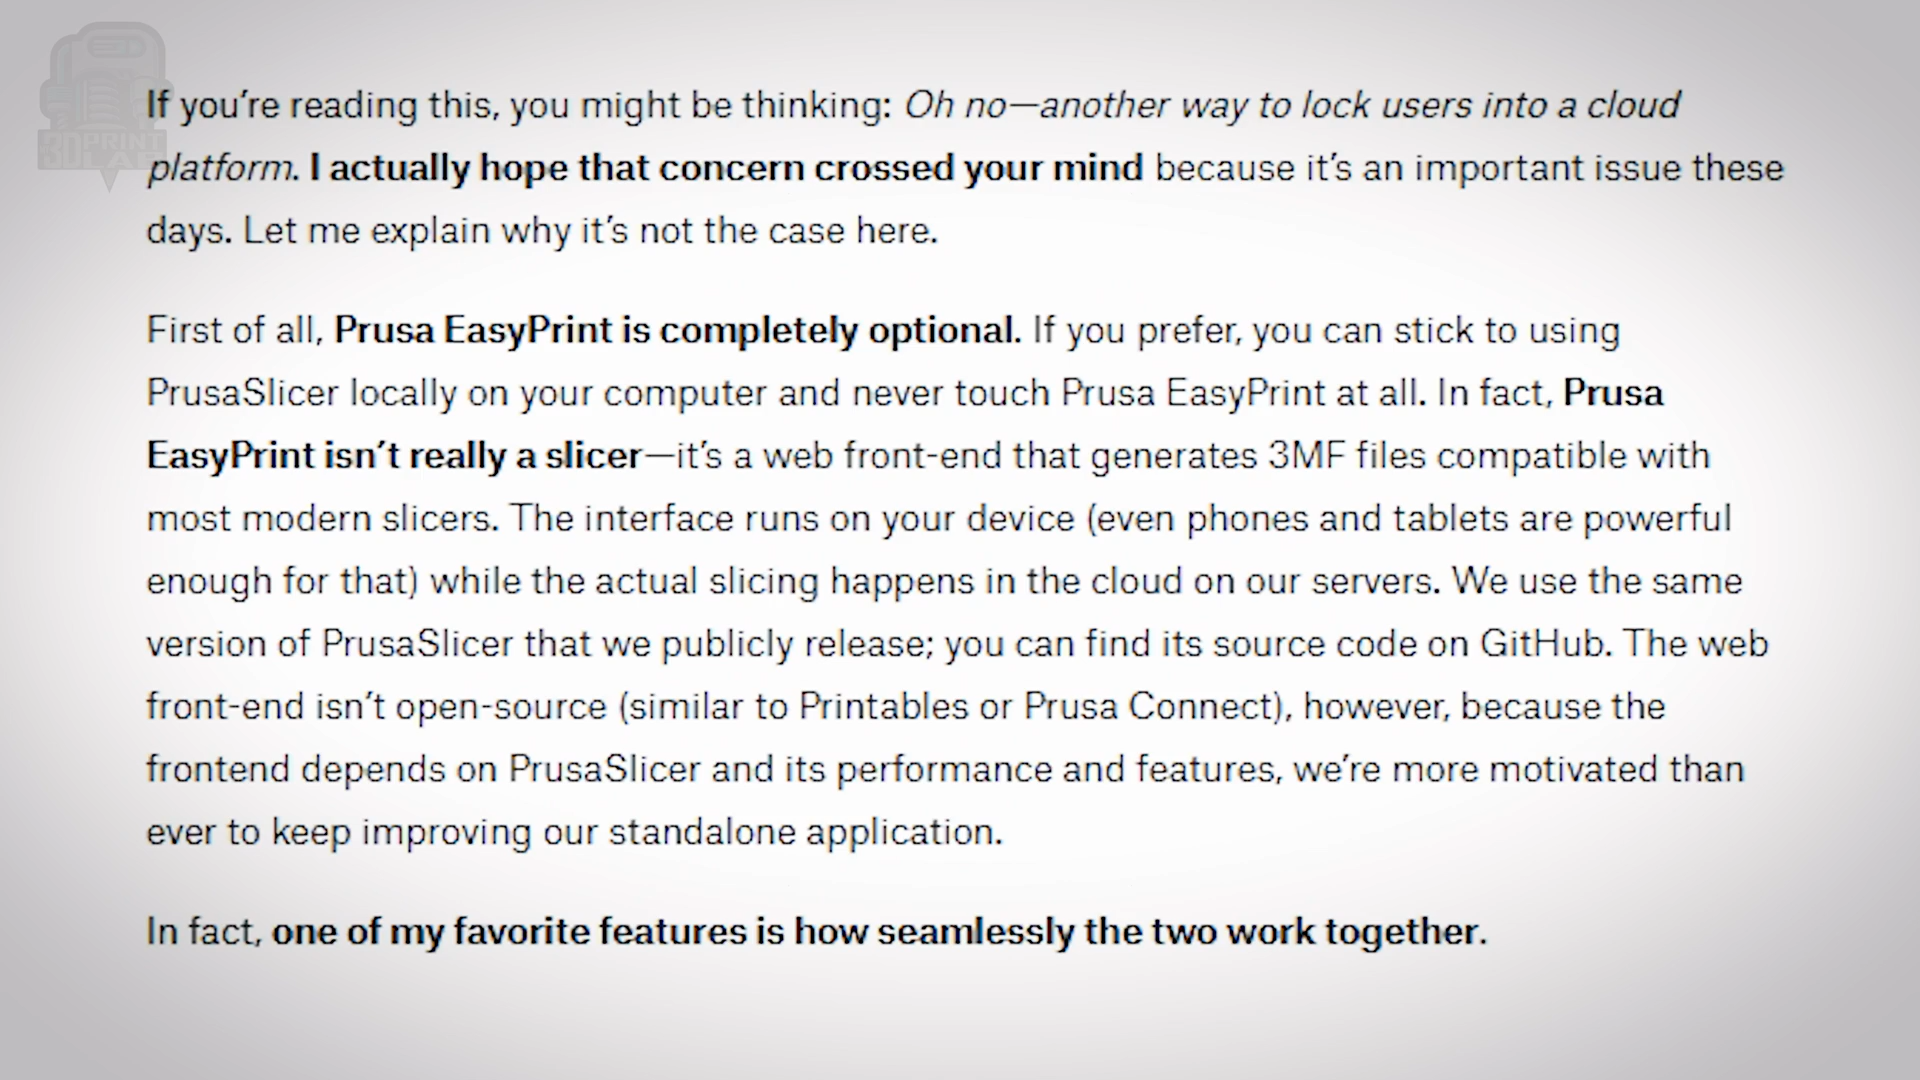 3DPRINT
LAB
If you’re reading this, you might be thinking: Oh no—another way to lock users into a cloud
platform. I actually hope that concern crossed your mind because it’s an important issue these
days. Let me explain why it’s not the case here.
First of all, Prusa EasyPrint is completely optional. If you prefer, you can stick to using
PrusaSlicer locally on your computer and never touch Prusa EasyPrint at all. In fact, Prusa
EasyPrint isn’t really a slicer—it’s a web front-end that generates 3MF files compatible with
most modern slicers. The interface runs on your device (even phones and tablets are powerful
enough for that) while the actual slicing happens in the cloud on our servers. We use the same
version of PrusaSlicer that we publicly release; you can find its source code on GitHub. The web
front-end isn’t open-source (similar to Printables or Prusa Connect), however, because the
frontend depends on PrusaSlicer and its performance and features, we’re more motivated than
ever to keep improving our standalone application.
In fact, one of my favorite features is how seamlessly the two work together.